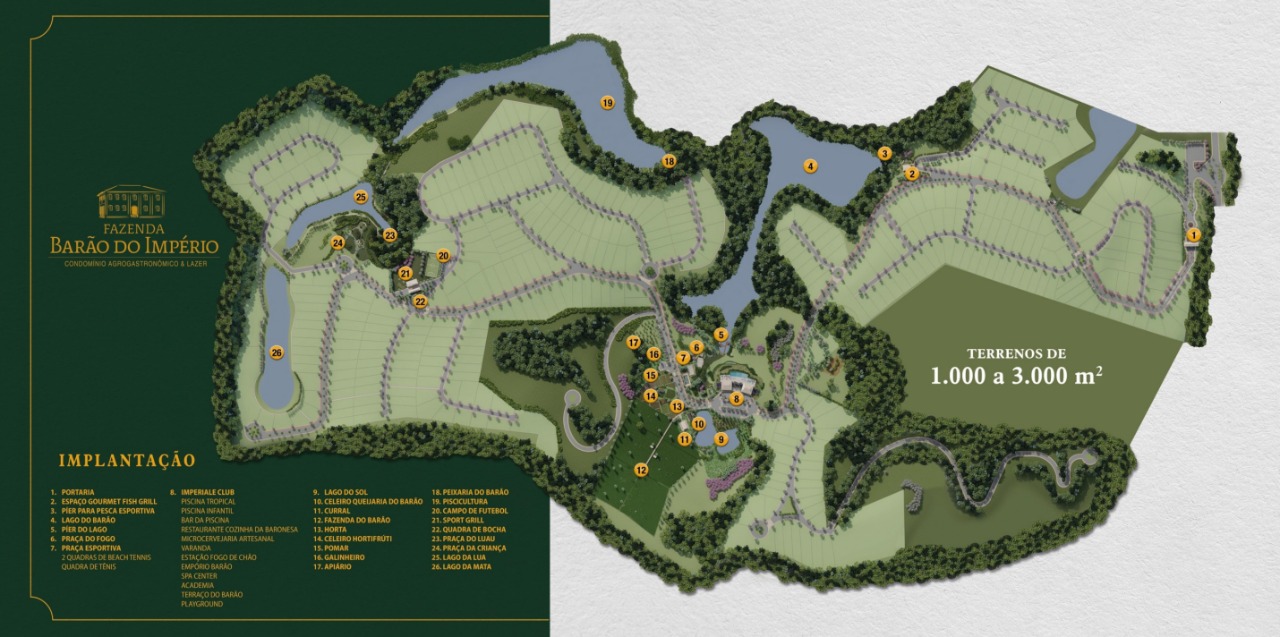 FAZENDA
BARÃO DO IMPÉRIO
CONDOMÍNIO AGROGASTRONÔMICO & LAZER
IMPLANTAÇÃO
1. PORTARIA
2. ESPAÇO GOURMET FISH GRILL
3. PÍER PARA PESCA ESPORTIVA
4. LAGO DO BARÃO
5. PÍER DO LAGO
6. PRAÇA DO FOGO
7. PRAÇA ESPORTIVA
2 QUADRAS DE BEACH TENNIS
QUADRA DE TÊNIS
8. IMPERIALE CLUB
PISCINA TROPICAL
PISCINA INFANTIL
BAR DA PISCINA
RESTAURANTE COZINHA DA BARONESA
MICROCERVEJARIA ARTESANAL
VARANDA
ESTAÇÃO FOGO DE CHÃO
EMPÓRIO BARÃO
SPA CENTER
ACADEMIA
TERRAÇO DO BARÃO
PLAYGROUND
9. LAGO DO SOL
10. CELEIRO QUEIJARIA DO BARÃO
11. CURRAL
12. FAZENDA DO BARÃO
13. HORTA
14. CELEIRO HORTIFRÚTI
15. POMAR
16. GALINHEIRO
17. APIÁRIO
18. PEIXARIA DO BARÃO
19. PISCICULTURA
20. CAMPO DE FUTEBOL
21. SPORT GRILL
22. QUADRA DE BOCHA
23. PRAÇA DO LUAU
24. PRAÇA DA CRIANÇA
25. LAGO DA LUA
26. LAGO DA MATA
19
18
4
3
2
1
25
23
24
20
21
22
26
5
6
7
17
16
15
14
13
8
10
9
11
12
TERRENOS DE
1.000 a 3.000 m²